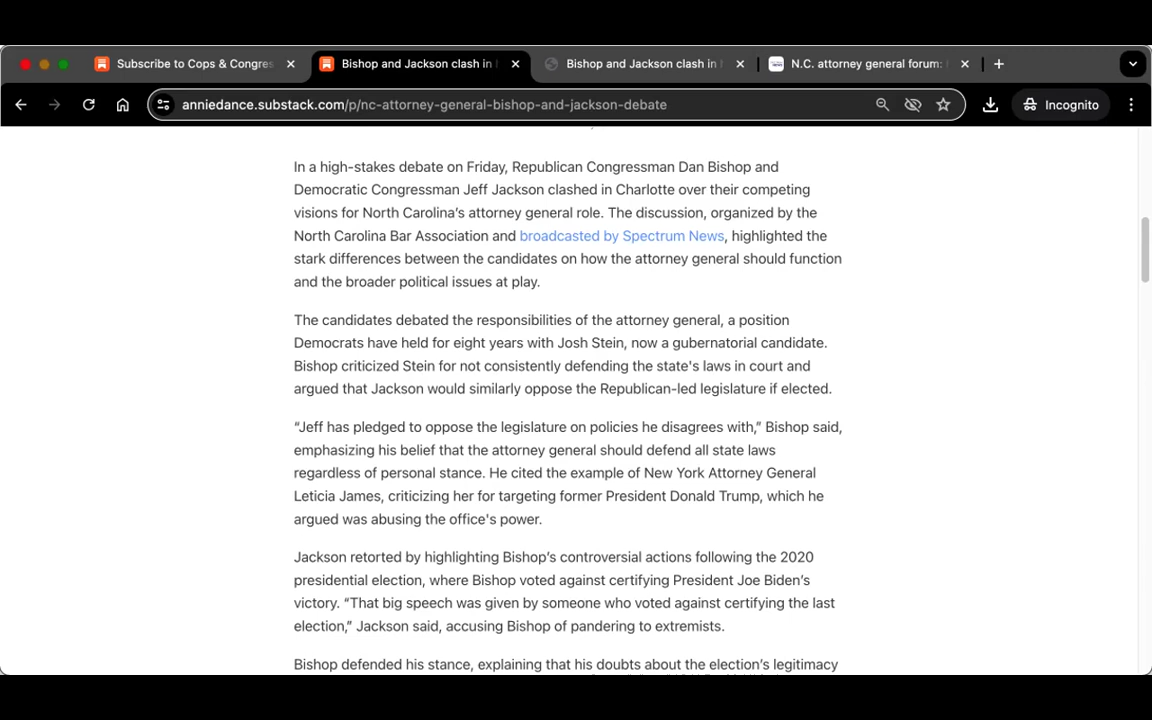 Subscribe to Cops & Congres
Bishop and Jackson clash in
Bishop and Jackson clash in
N.C. attorney general forum:
anniedance.substack.com/p/nc-attorney-general-bishop-and-jackson-debate
Incognito
In a high-stakes debate on Friday, Republican Congressman Dan Bishop and
Democratic Congressman Jeff Jackson clashed in Charlotte over their competing
visions for North Carolina’s attorney general role. The discussion, organized by the
North Carolina Bar Association and broadcasted by Spectrum News, highlighted the
stark differences between the candidates on how the attorney general should function
and the broader political issues at play.
The candidates debated the responsibilities of the attorney general, a position
Democrats have held for eight years with Josh Stein, now a gubernatorial candidate.
Bishop criticized Stein for not consistently defending the state's laws in court and
argued that Jackson would similarly oppose the Republican-led legislature if elected.
“Jeff has pledged to oppose the legislature on policies he disagrees with,” Bishop said,
emphasizing his belief that the attorney general should defend all state laws
regardless of personal stance. He cited the example of New York Attorney General
Leticia James, criticizing her for targeting former President Donald Trump, which he
argued was abusing the office's power.
Jackson retorted by highlighting Bishop’s controversial actions following the 2020
presidential election, where Bishop voted against certifying President Joe Biden’s
victory. “That big speech was given by someone who voted against certifying the last
election,” Jackson said, accusing Bishop of pandering to extremists.
Bishop defended his stance, explaining that his doubts about the election’s legitimacy